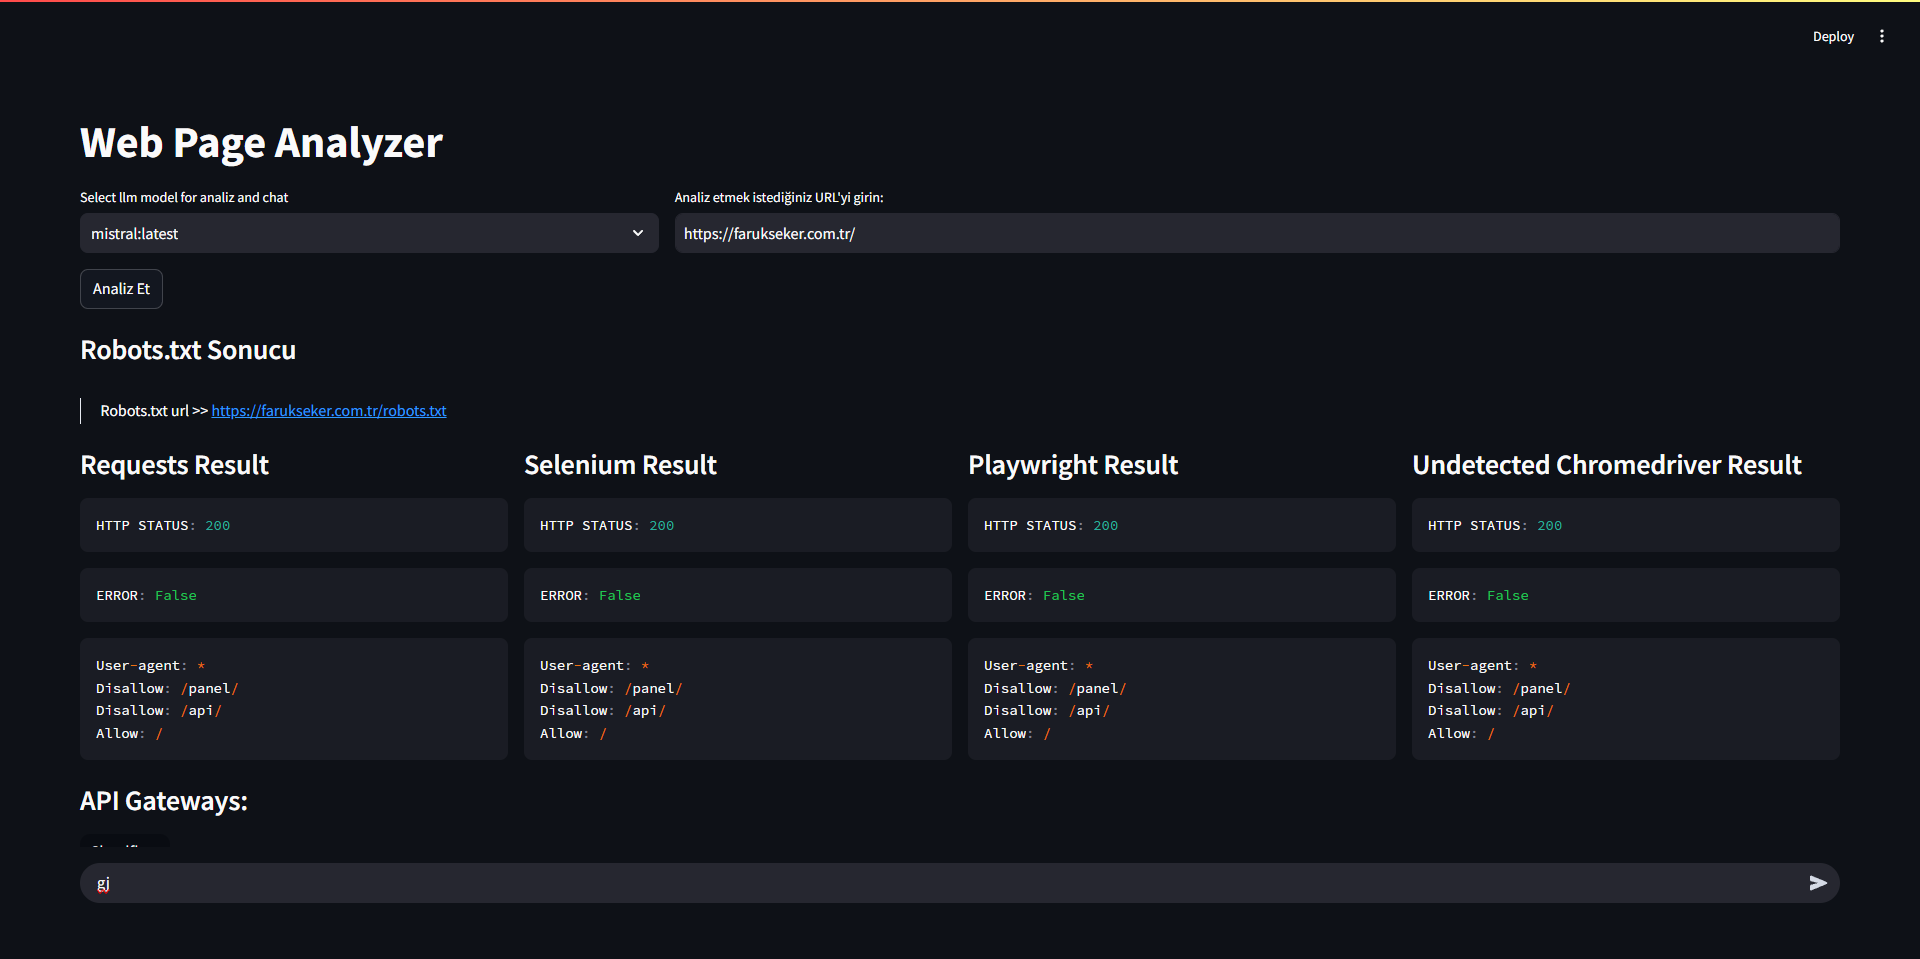 Deploy
Web Page Analyzer
Select llm model for analiz and chat
mistral:latest
Analiz etmek istediğiniz URL'yi girin:
https://farukseker.com.tr/
Analiz Et
Robots.txt Sonucu
Robots.txt url >> https://farukseker.com.tr/robots.txt
Requests Result
HTTP STATUS: 200
ERROR: False
User-agent: *
Disallow: /panel/
Disallow: /api/
Allow: /
Selenium Result
HTTP STATUS: 200
ERROR: False
User-agent: *
Disallow: /panel/
Disallow: /api/
Allow: /
Playwright Result
HTTP STATUS: 200
ERROR: False
User-agent: *
Disallow: /panel/
Disallow: /api/
Allow: /
Undetected Chromedriver Result
HTTP STATUS: 200
ERROR: False
User-agent: *
Disallow: /panel/
Disallow: /api/
Allow: /
API Gateways:
gj